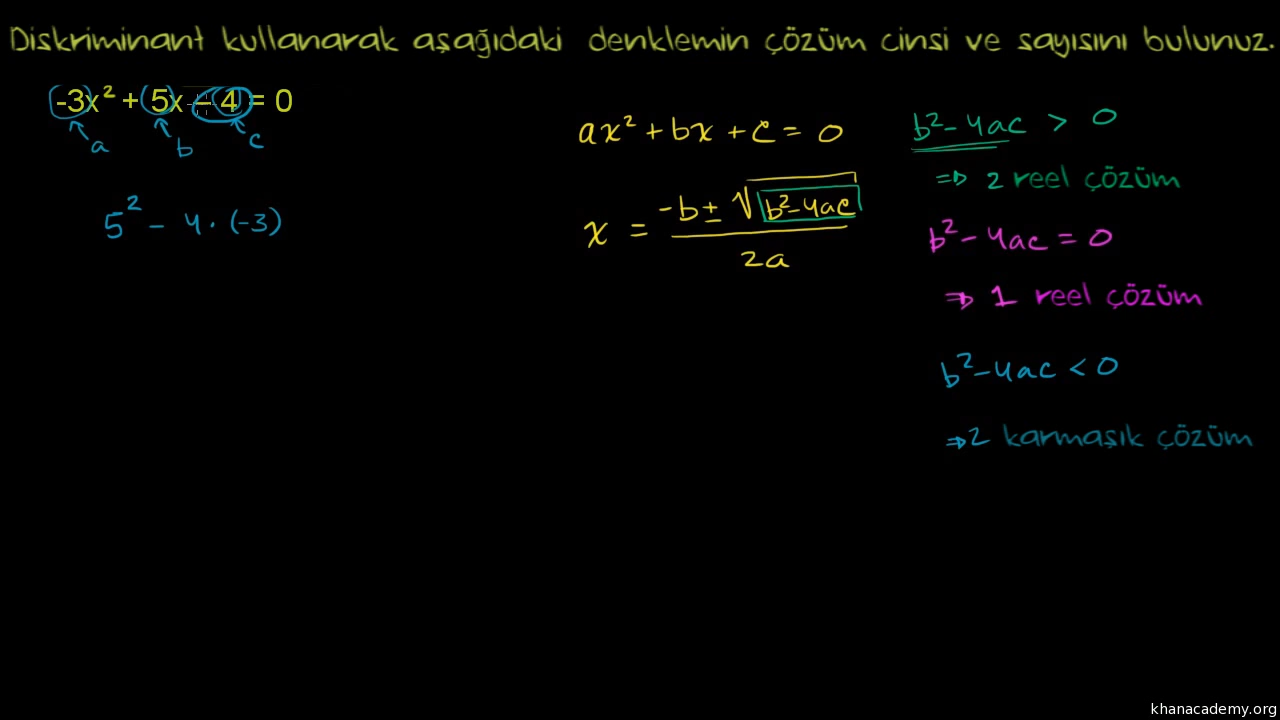 Diskriminant kullanarak aşağıdaki denklemin çözüm cinsi ve sayısını bulunuz.
-3x² + 5x - 4 = 0
a b c
5² - 4 · (-3)
ax² + bx + c = 0
x = -b ± √b²-4ac / 2a
b² - 4ac > 0
⇒ 2 reel çözüm
b² - 4ac = 0
⇒ 1 reel çözüm
b² - 4ac < 0
⇒ 2 karmaşık çözüm
khanacademy.org